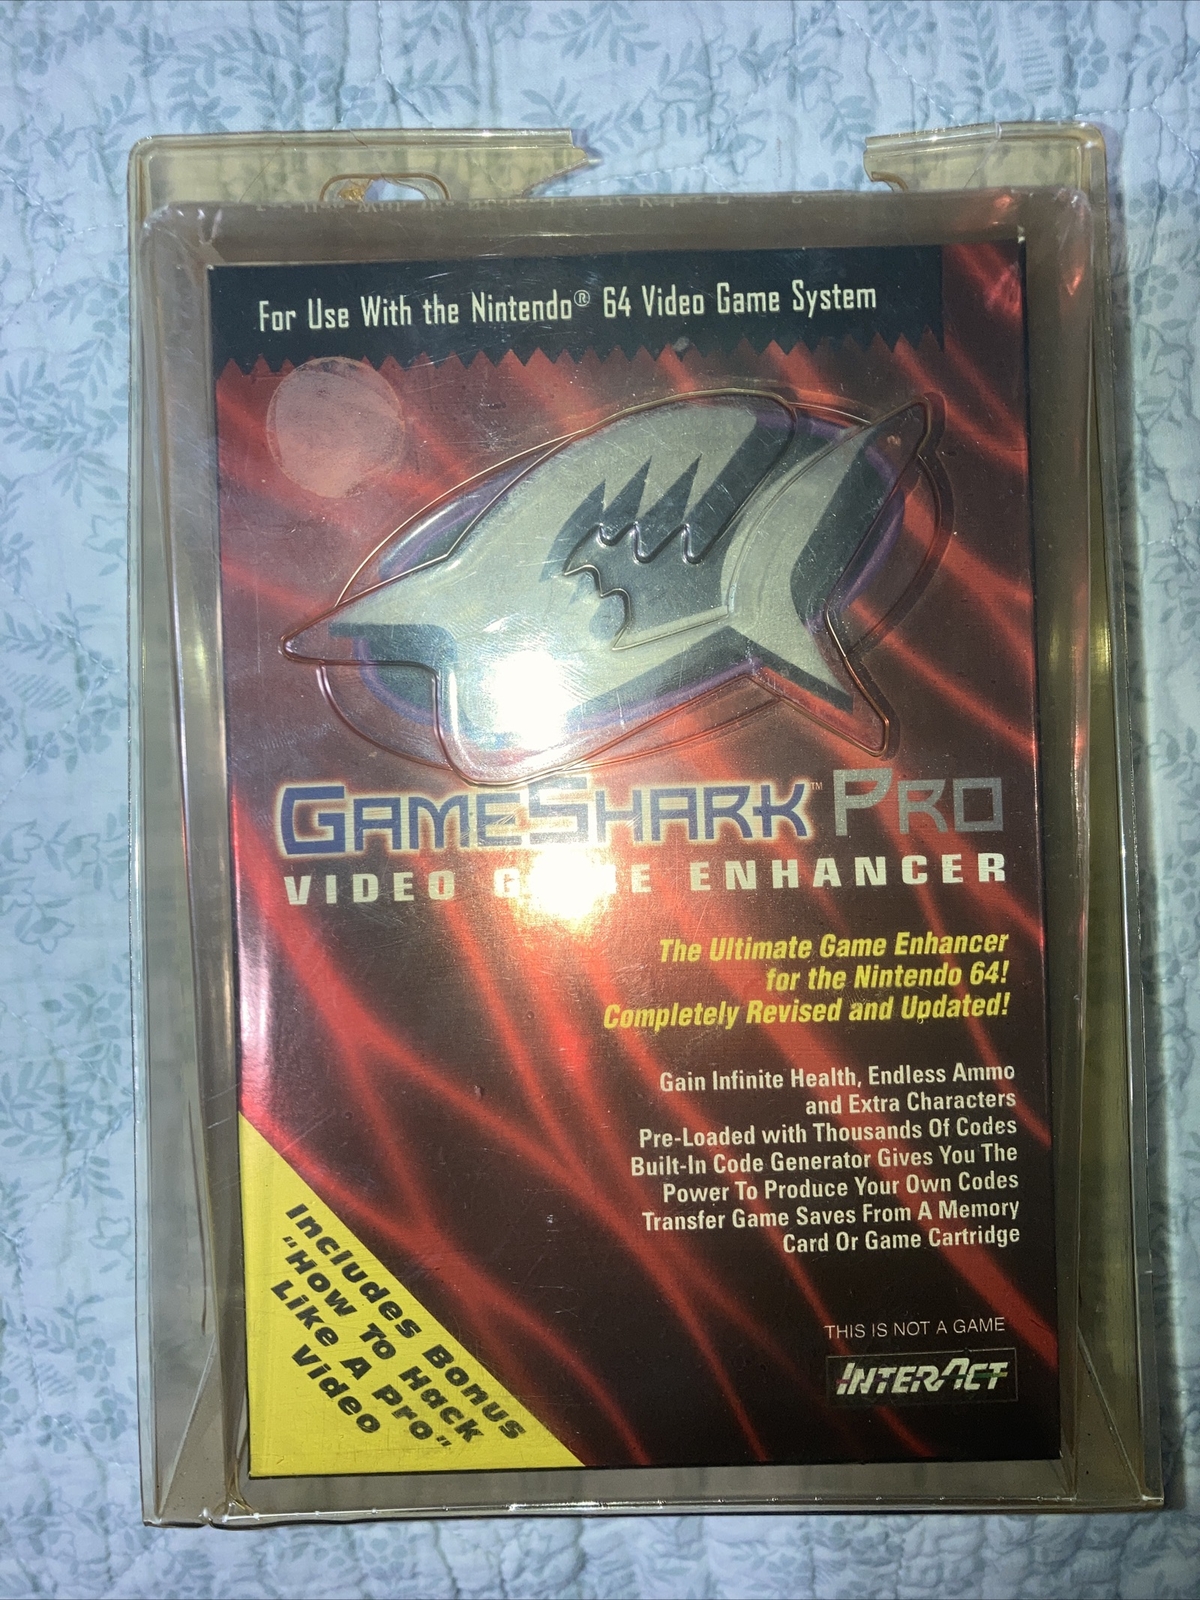 For Use With the Nintendo® 64 Video Game System
GAMESHARK™ PRO
VIDEO GAME ENHANCER
The Ultimate Game Enhancer
for the Nintendo 64!
Completely Revised and Updated!
Gain Infinite Health, Endless Ammo
and Extra Characters
Pre-Loaded with Thousands Of Codes
Built-In Code Generator Gives You The
Power To Produce Your Own Codes
Transfer Game Saves From A Memory
Card Or Game Cartridge
THIS IS NOT A GAME
INTERACT
Includes Bonus
"How To Hack
Like A Pro"
Video